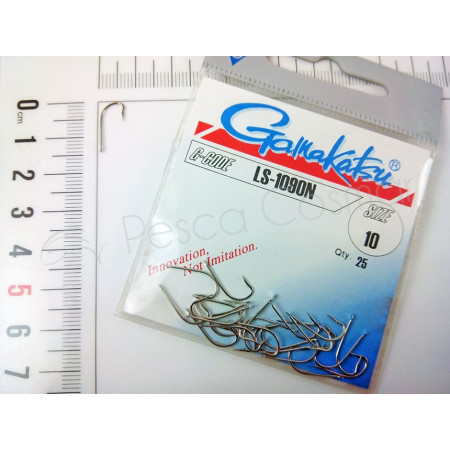 0
cm
1
2
3
4
5
6
7
Gamakatsu®
G-CODE
LS-1090N
SIZE
10
Qty. 25
Innovation,
Not Imitation.
Pesca Costa